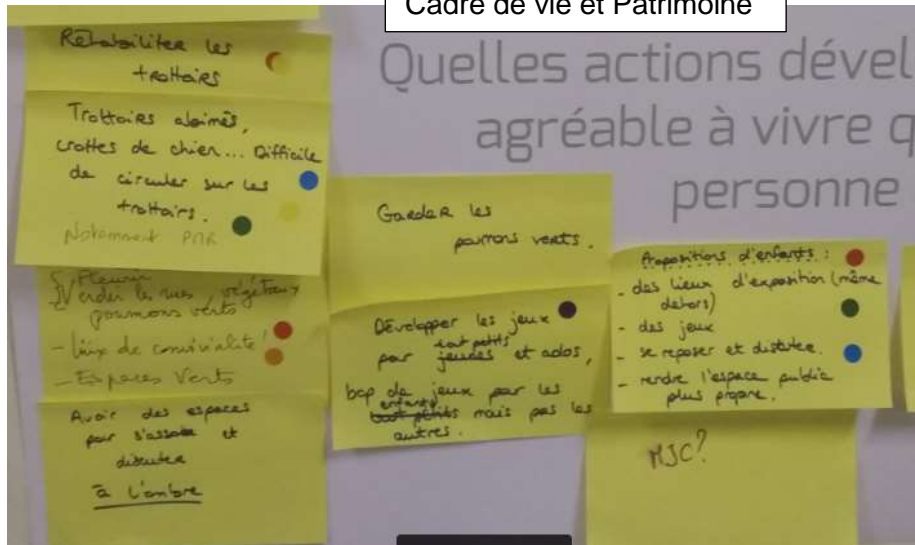 Cadre de vie et Patrimoine
Quelles actions dével
agréable à vivre q
personne
Réhabiliter les
trottoirs
Trottoirs abimés,
crottes de chien... Difficile
de circuler sur les
trottoirs.
Notamment PMR
Fleurir
Verder les rues végétaux
poumons verts
- lieux de convivialité !
- Espaces Verts
Avoir des espaces
pour s'assoir et
discuter
à l'ombre
Garder les
poumons verts.
Développer les jeux
tout petits
pour jeunes et ados,
bcp de jeux pour les
enfants
tout petits mais pas les
autres.
Propositions d'enfants :
- des lieux d'exposition (même
dehors)
- des jeux
- se reposer et discuter.
- rendre l'espace public
plus propre.
MJC?